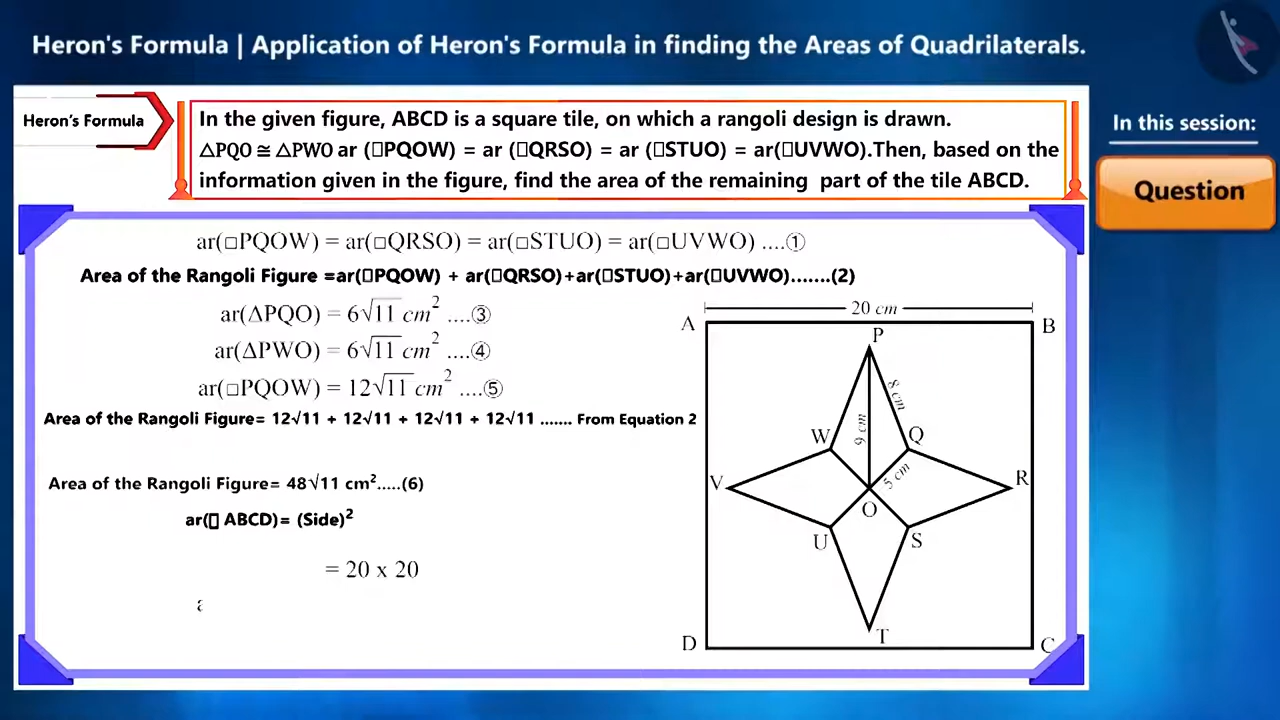 Heron's Formula | Application of Heron's Formula in finding the Areas of Quadrilaterals.
In this session:
Question
Heron's Formula
In the given figure, ABCD is a square tile, on which a rangoli design is drawn.
△PQO ≅ △PWO ar (▯PQOW) = ar (▯QRSO) = ar (▯STUO) = ar(▯UVWO).Then, based on the
information given in the figure, find the area of the remaining part of the tile ABCD.
ar(□PQOW) = ar(□QRSO) = ar(□STUO) = ar(□UVWO) ....①
Area of the Rangoli Figure =ar(▯PQOW) + ar(▯QRSO)+ar(▯STUO)+ar(▯UVWO).......(2)
ar(ΔPQO) = 6√11 cm² ....③
ar(ΔPWO) = 6√11 cm² ....④
ar(□PQOW) = 12√11 cm² ....⑤
Area of the Rangoli Figure= 12√11 + 12√11 + 12√11 + 12√11 ....... From Equation 2
Area of the Rangoli Figure= 48√11 cm².....(6)
ar(▯ ABCD)= (Side)²
= 20 x 20
20 cm
A
B
P
8 cm
9 cm
W
Q
5 cm
V
R
O
U
S
T
D
C